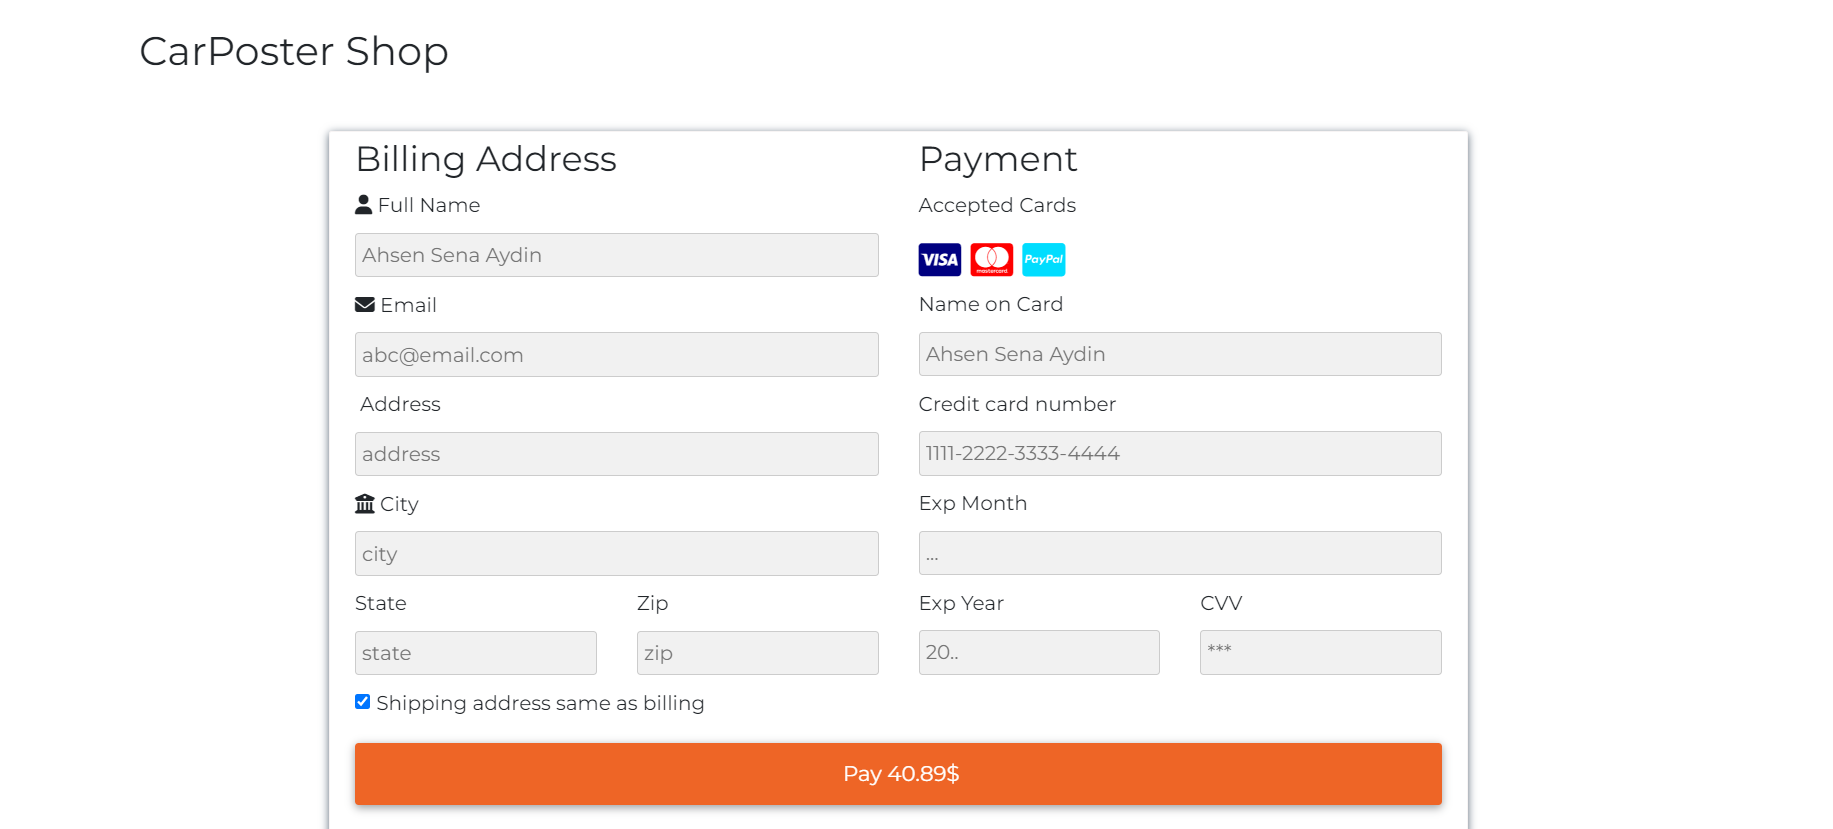 CarPoster Shop
Billing Address
Full Name
Ahsen Sena Aydin
Email
abc@email.com
Address
address
City
city
State Zip
state zip
Shipping address same as billing
Payment
Accepted Cards
VISA mastercard PayPal
Name on Card
Ahsen Sena Aydin
Credit card number
1111-2222-3333-4444
Exp Month
...
Exp Year CVV
20.. ***
Pay 40.89$